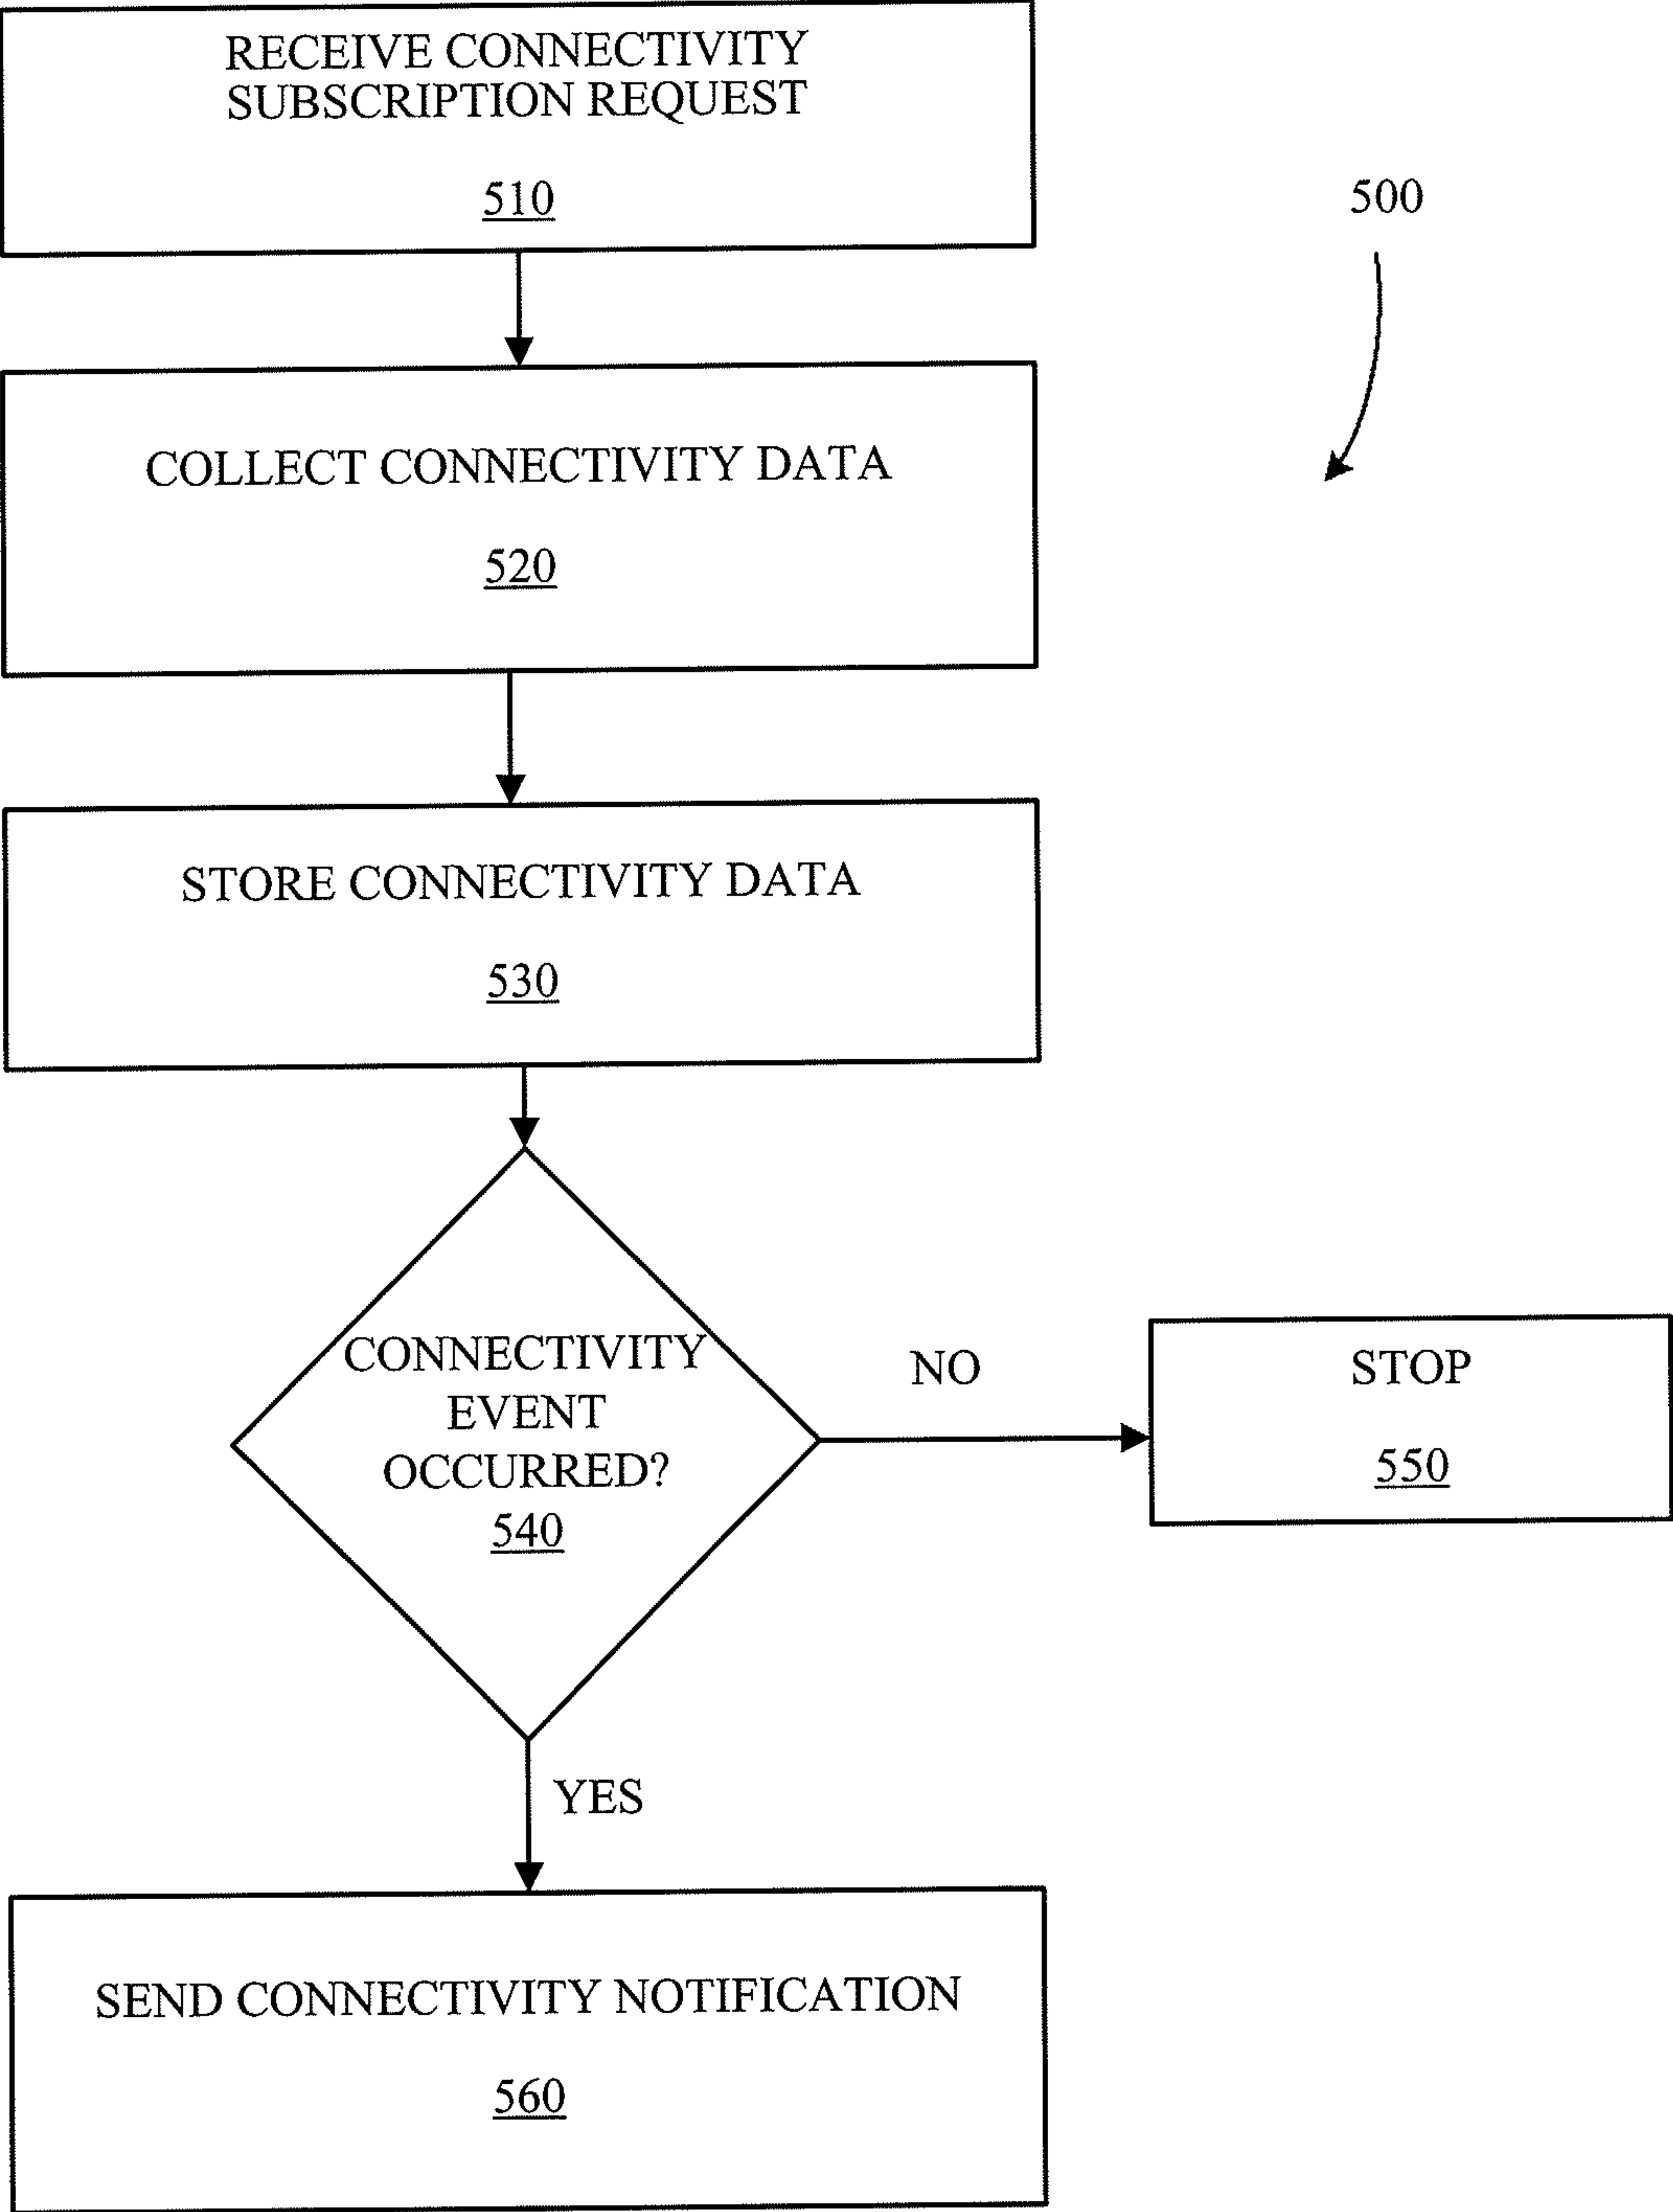 RECEIVE CONNECTIVITY
SUBSCRIPTION REQUEST
510
500
COLLECT CONNECTIVITY DATA
520
STORE CONNECTIVITY DATA
530
CONNECTIVITY
EVENT
OCCURRED?
540
NO
STOP
550
YES
SEND CONNECTIVITY NOTIFICATION
560